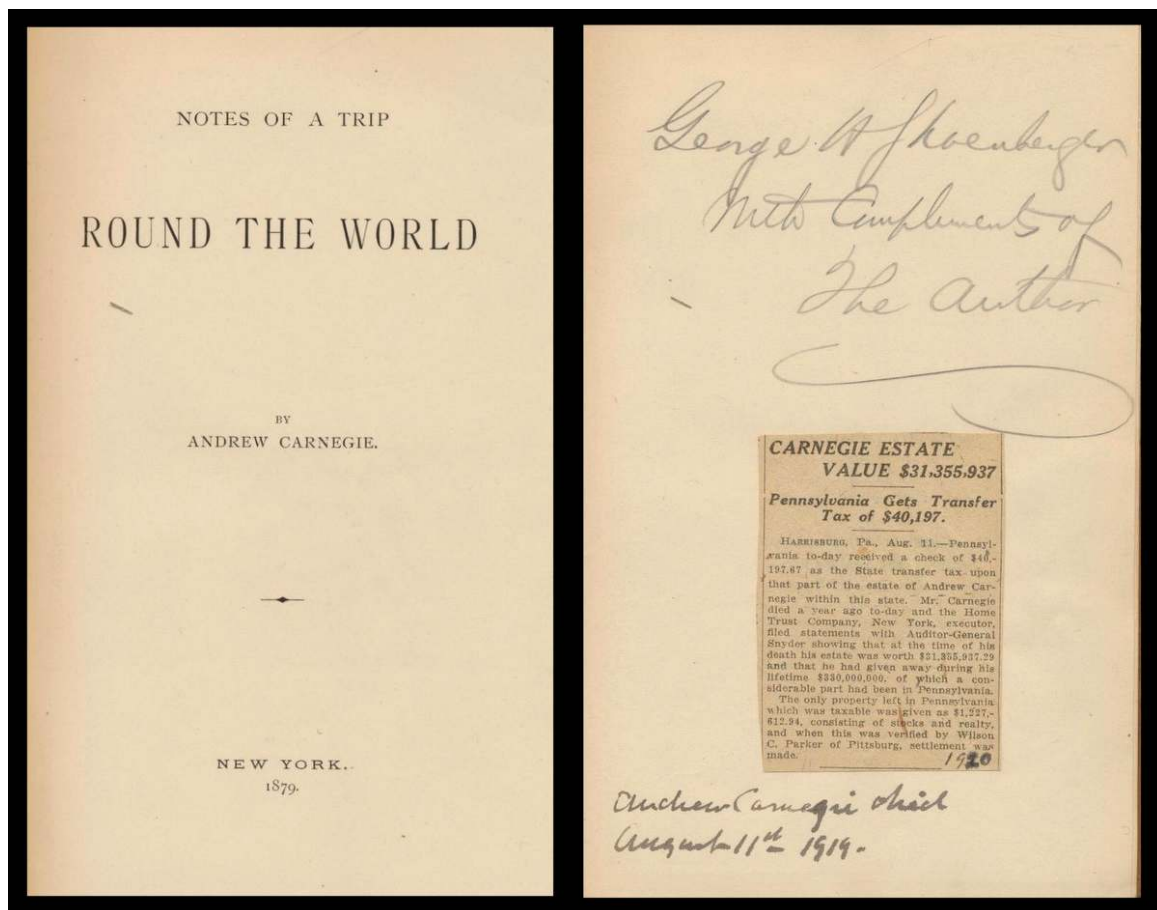 NOTES OF A TRIP
ROUND THE WORLD
BY
ANDREW CARNEGIE.
NEW YORK.
1879.
George H Shoenberger
With Compliments of
The Author
CARNEGIE ESTATE
VALUE $31,355,937
Pennsylvania Gets Transfer
Tax of $40,197.
HARRISBURG, Pa., Aug. 11.—Pennsyl-
vania to-day received a check of $40,-
197.67 as the State transfer tax upon
that part of the estate of Andrew Car-
negie within this state. Mr. Carnegie
died a year ago to-day and the Home
Trust Company, New York, executor,
filed statements with Auditor-General
Snyder showing that at the time of his
death his estate was worth $31,355,937.29
and that he had given away during his
lifetime $330,000,000, of which a con-
siderable part had been in Pennsylvania.
The only property left in Pennsylvania
which was taxable was given as $1,227,-
612.94, consisting of stocks and realty,
and when this was verified by Wilson
C. Parker of Pittsburg, settlement was
made.
1920
Andrew Carnegie died
August 11st 1919.